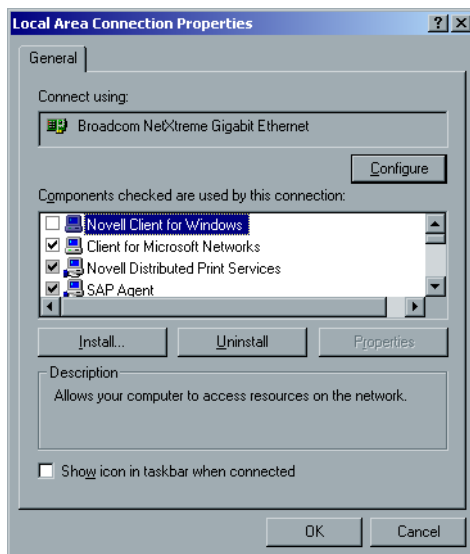 Local Area Connection Properties
General
Connect using:
Broadcom NetXtreme Gigabit Ethernet
Configure
Components checked are used by this connection:
Novell Client for Windows
Client for Microsoft Networks
Novell Distributed Print Services
SAP Agent
Install... Uninstall Properties
Description
Allows your computer to access resources on the network.
Show icon in taskbar when connected
OK Cancel